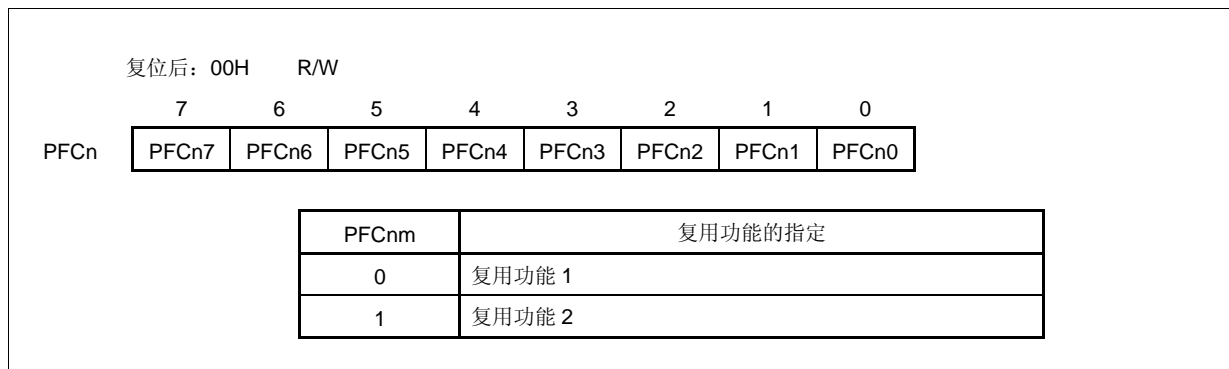 复位后：00H R/W
7 6 5 4 3 2 1 0
PFCn PFCn7 PFCn6 PFCn5 PFCn4 PFCn3 PFCn2 PFCn1 PFCn0
PFCnm 复用功能的指定
0 复用功能 1
1 复用功能 2